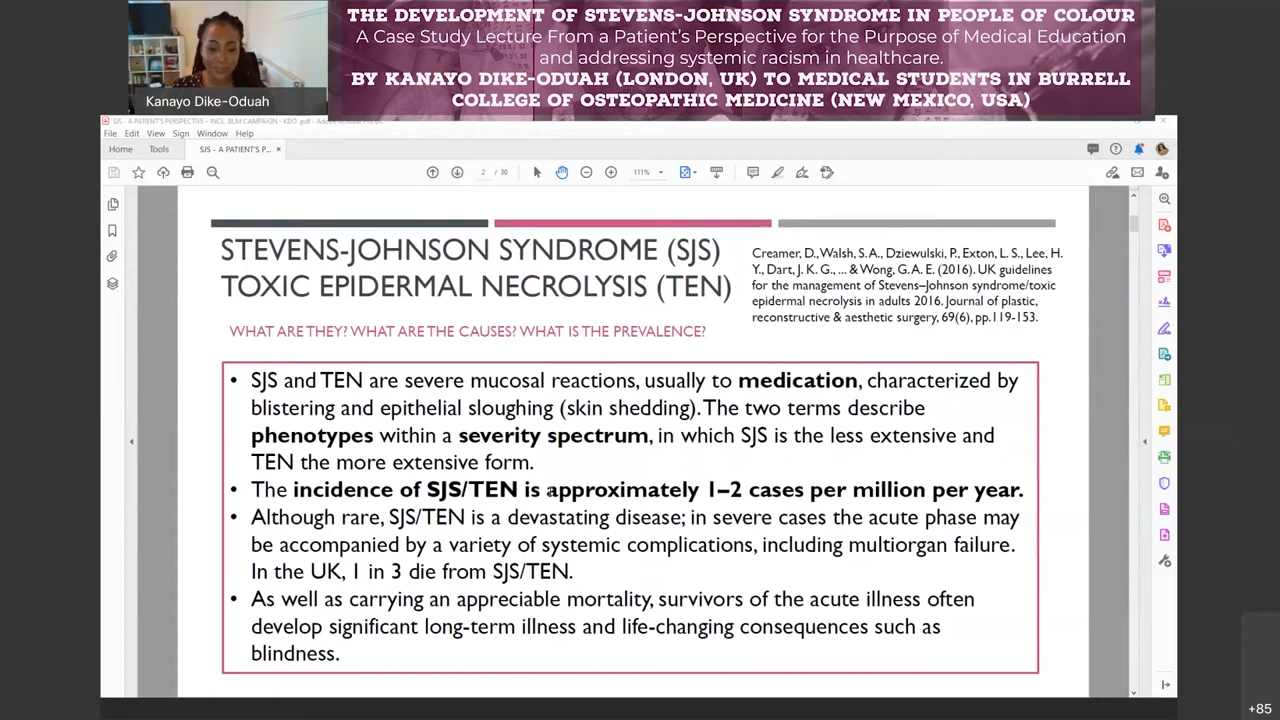 THE DEVELOPMENT OF STEVENS-JOHNSON SYNDROME IN PEOPLE OF COLOUR
A Case Study Lecture From a Patient's Perspective for the Purpose of Medical Education
and addressing systemic racism in healthcare.
BY KANAYO DIKE-ODUAH (LONDON, UK) TO MEDICAL STUDENTS IN BURRELL
COLLEGE OF OSTEOPATHIC MEDICINE (NEW MEXICO, USA)
Kanayo Dike-Oduah
SJS - A PATIENT'S PERSPECTIVE - INCL. BLM CAMPAIGN - KDO .pdf - Adobe Acrobat
File Edit View Sign Window Help
Home Tools SJS - A PATIENT'S P... ×
2 / 30 111%
STEVENS-JOHNSON SYNDROME (SJS)
TOXIC EPIDERMAL NECROLYSIS (TEN)
WHAT ARE THEY? WHAT ARE THE CAUSES? WHAT IS THE PREVALENCE?
Creamer, D., Walsh, S.A., Dziewulski, P., Exton, L. S., Lee, H.
Y., Dart, J. K. G., ... & Wong, G. A. E. (2016). UK guidelines
for the management of Stevens–Johnson syndrome/toxic
epidermal necrolysis in adults 2016. Journal of plastic,
reconstructive & aesthetic surgery, 69(6), pp.119-153.
• SJS and TEN are severe mucosal reactions, usually to medication, characterized by
blistering and epithelial sloughing (skin shedding). The two terms describe
phenotypes within a severity spectrum, in which SJS is the less extensive and
TEN the more extensive form.
• The incidence of SJS/TEN is approximately 1–2 cases per million per year.
• Although rare, SJS/TEN is a devastating disease; in severe cases the acute phase may
be accompanied by a variety of systemic complications, including multiorgan failure.
In the UK, 1 in 3 die from SJS/TEN.
• As well as carrying an appreciable mortality, survivors of the acute illness often
develop significant long-term illness and life-changing consequences such as
blindness.
+85